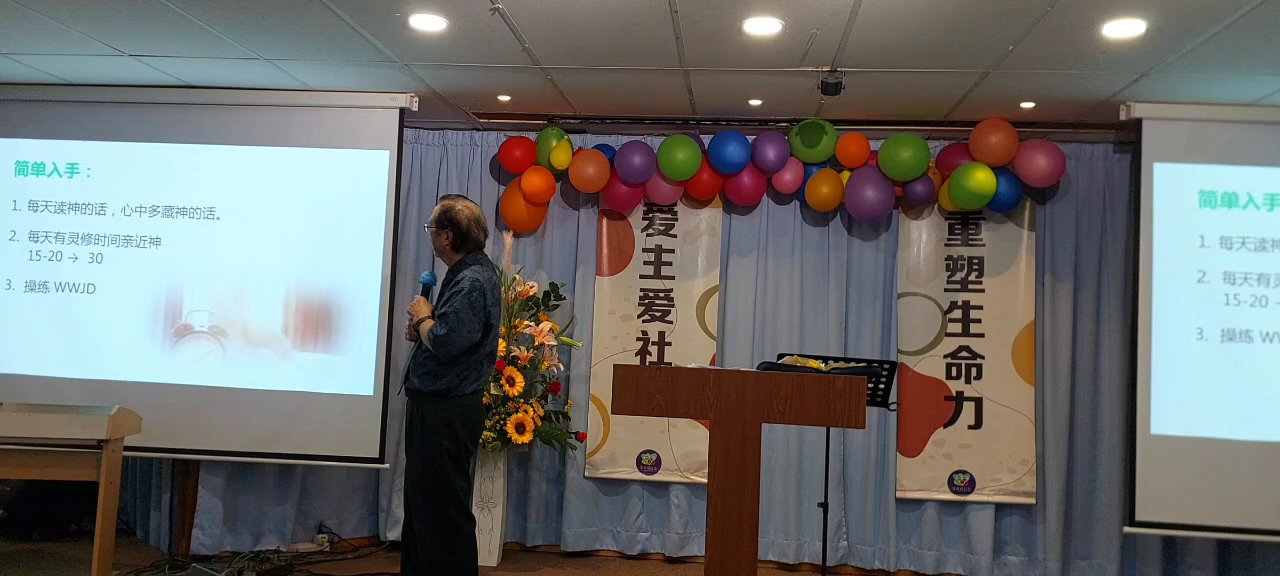 简单入手：
1. 每天读神的话，心中多藏神的话。
2. 每天有灵修时间亲近神
15-20 → 30
3. 操练 WWJD
爱主爱社
重塑生命力
简单入手
1. 每天读神
2. 每天有灵
15-20
3. 操练 WW